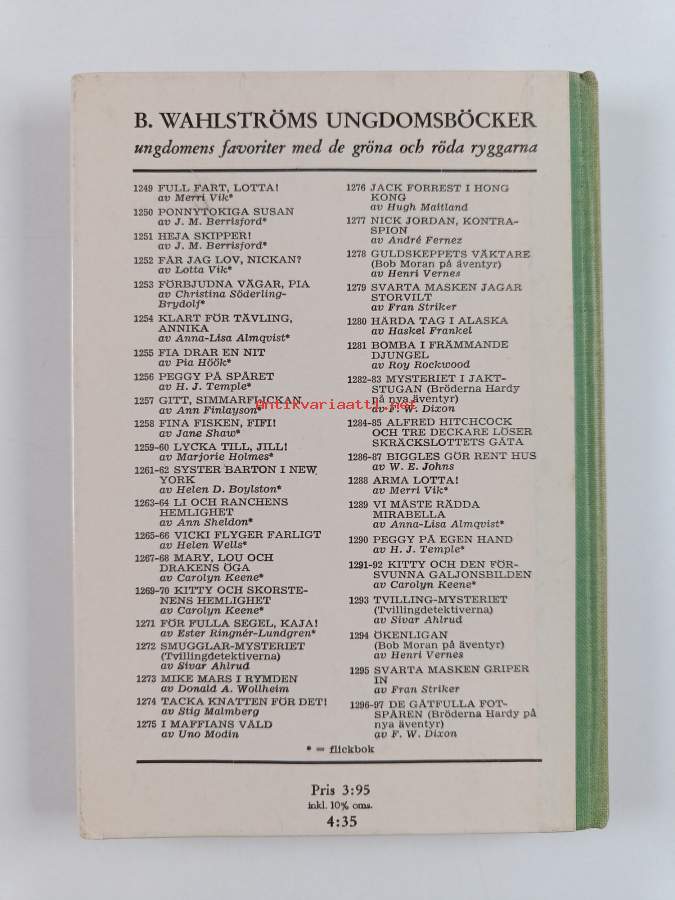 B. WAHLSTRÖMS UNGDOMSBÖCKER
ungdomens favoriter med de gröna och röda ryggarna
1249 FULL FART, LOTTA!
av Merri Vik*
1250 PONNYTOKIGA SUSAN
av J. M. Berrisford*
1251 HEJA SKIPPER!
av J. M. Berrisford*
1252 FÅR JAG LOV, NICKAN?
av Lotta Vik*
1253 FÖRBJUDNA VÄGAR, PIA
av Christina Söderling-
Brydolf*
1254 KLART FÖR TÄVLING,
ANNIKA
av Anna-Lisa Almqvist*
1255 FIA DRAR EN NIT
av Pia Höök*
1256 PEGGY PÅ SPÅRET
av H. J. Temple*
1257 GITT, SIMMARFLICKAN
av Ann Finlayson*
1258 FINA FISKEN, FIFI!
av Jane Shaw*
1259-60 LYCKA TILL, JILL!
av Marjorie Holmes*
1261-62 SYSTER BARTON I NEW
YORK
av Helen D. Boylston*
1263-64 LI OCH RANCHENS
HEMLIGHET
av Ann Sheldon*
1265-66 VICKI FLYGER FARLIGT
av Helen Wells*
1267-68 MARY, LOU OCH
DRAKENS ÖGA
av Carolyn Keene*
1269-70 KITTY OCH SKORSTE-
NENS HEMLIGHET
av Carolyn Keene*
1271 FÖR FULLA SEGEL, KAJA!
av Ester Ringnér-Lundgren*
1272 SMUGGLAR-MYSTERIET
(Tvillingdetektiverna)
av Sivar Ahlrud
1273 MIKE MARS I RYMDEN
av Donald A. Wollheim
1274 TACKA KNATTEN FÖR DET!
av Stig Malmberg
1275 I MAFFIANS VÅLD
av Uno Modin
1276 JACK FORREST I HONG
KONG
av Hugh Maitland
1277 NICK JORDAN, KONTRA-
SPION
av André Fernez
1278 GULDSKEPPETS VÄKTARE
(Bob Moran på äventyr)
av Henri Vernes
1279 SVARTA MASKEN JAGAR
STORVILT
av Fran Striker
1280 HÅRDA TAG I ALASKA
av Haskel Frankel
1281 BOMBA I FRÄMMANDE
DJUNGEL
av Roy Rockwood
1282-83 MYSTERIET I JAKT-
STUGAN (Bröderna Hardy
på nya äventyr)
av F. W. Dixon
1284-85 ALFRED HITCHCOCK
OCH TRE DECKARE LÖSER
SKRÄCKSLOTTETS GÅTA
1286-87 BIGGLES GÖR RENT HUS
av W. E. Johns
1288 ARMA LOTTA!
av Merri Vik*
1289 VI MÅSTE RÄDDA
MIRABELLA
av Anna-Lisa Almqvist*
1290 PEGGY PÅ EGEN HAND
av H. J. Temple*
1291-92 KITTY OCH DEN FÖR-
SVUNNA GALJONSBILDEN
av Carolyn Keene*
1293 TVILLING-MYSTERIET
(Tvillingdetektiverna)
av Sivar Ahlrud
1294 ÖKENLIGAN
(Bob Moran på äventyr)
av Henri Vernes
1295 SVARTA MASKEN GRIPER
IN
av Fran Striker
1296-97 DE GÅTFULLA FOT-
SPÅREN (Bröderna Hardy på
nya äventyr)
av F. W. Dixon
* = flickbok
Pris 3:95
inkl. 10% oms.
4:35
Antikvariaatti.net